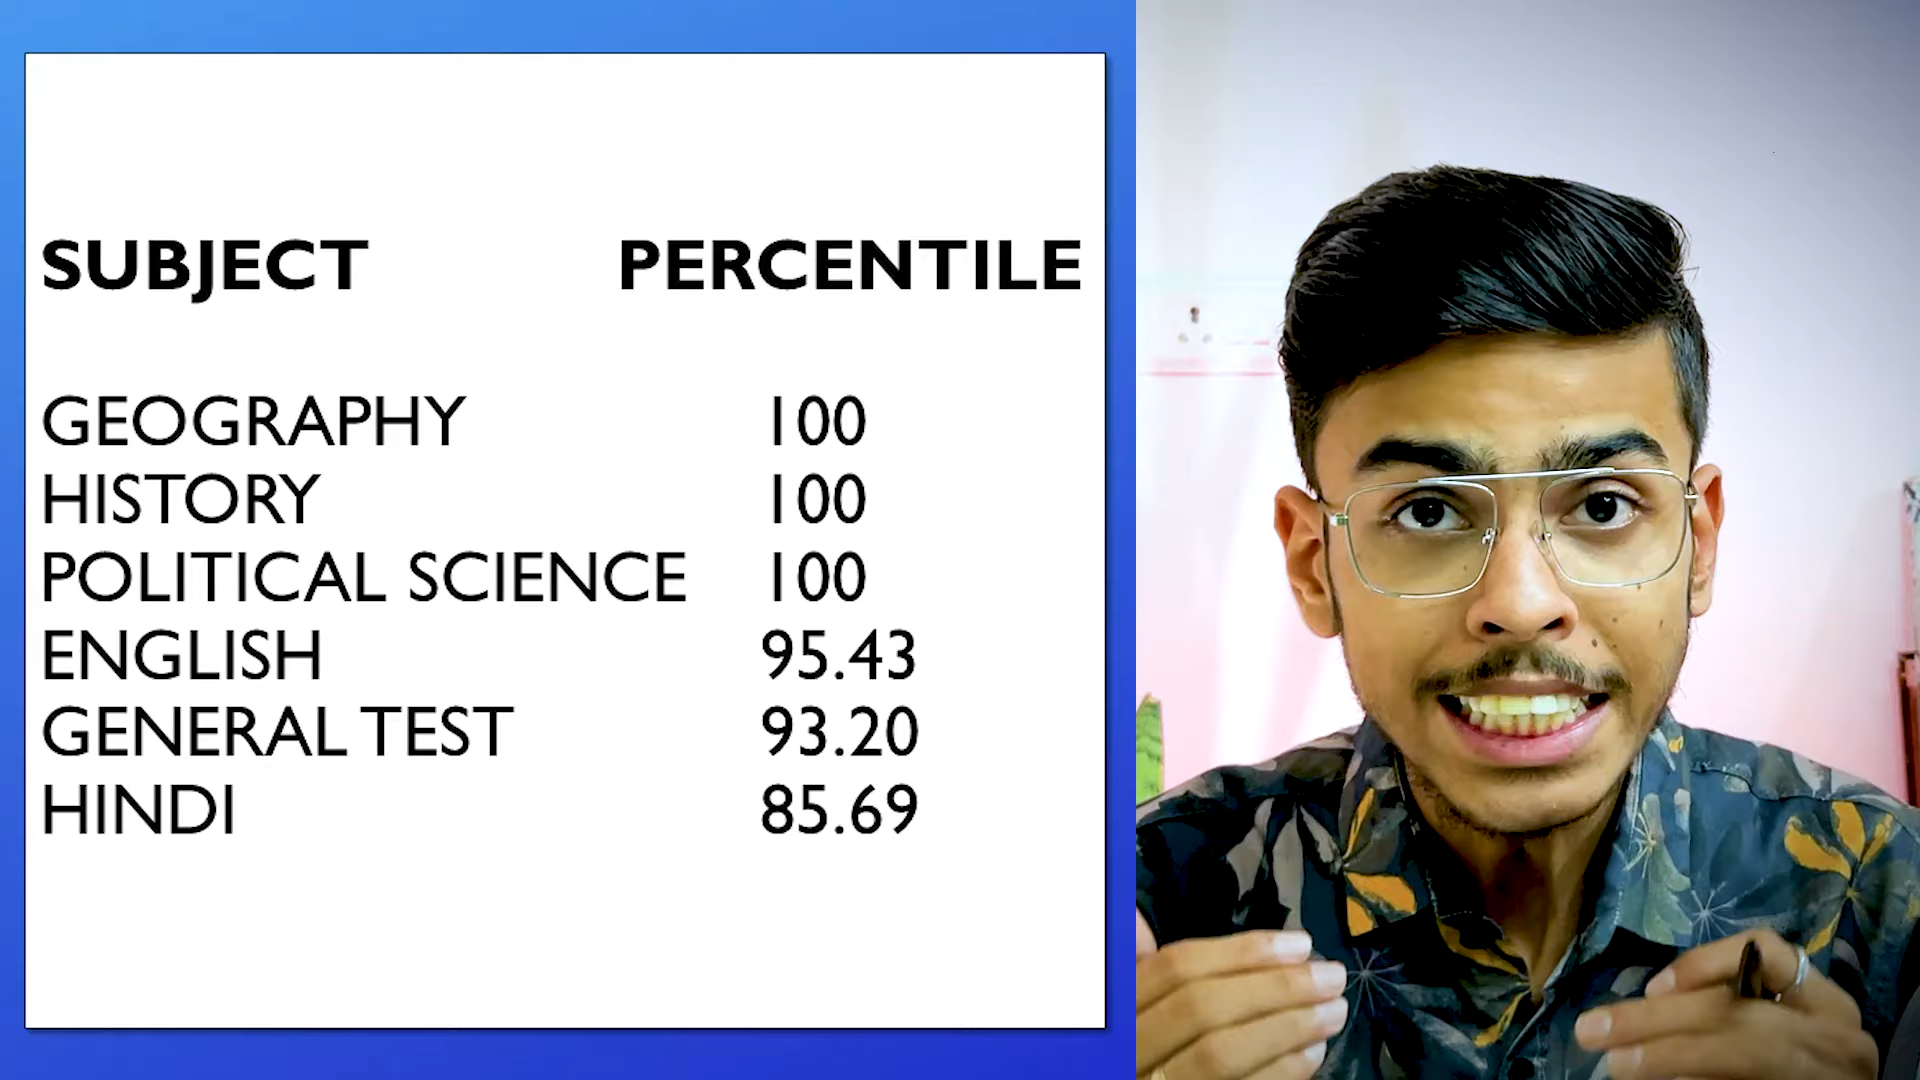 SUBJECT PERCENTILE
GEOGRAPHY 100
HISTORY 100
POLITICAL SCIENCE 100
ENGLISH 95.43
GENERAL TEST 93.20
HINDI 85.69